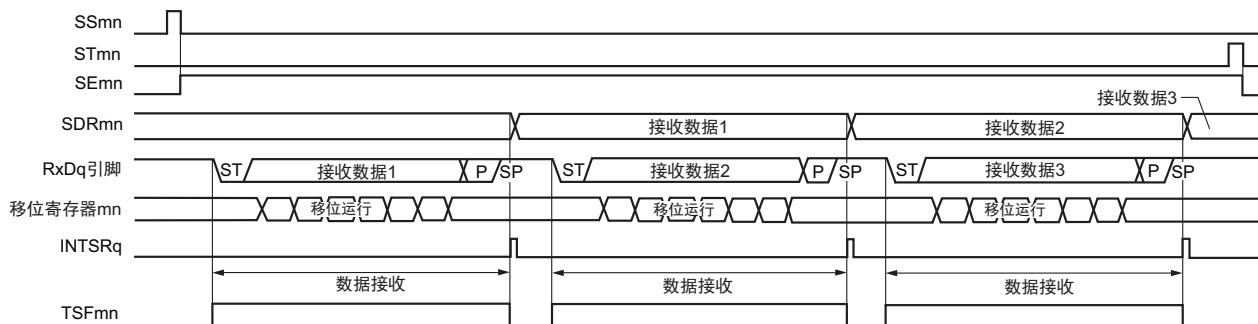 SSmn
STmn
SEmn
接收数据3
SDRmn 接收数据1 接收数据2
RxDq引脚 ST 接收数据1 P SP ST 接收数据2 P SP ST 接收数据3 P SP
移位寄存器mn 移位运行 移位运行 移位运行
INTSRq
数据接收 数据接收 数据接收
TSFmn